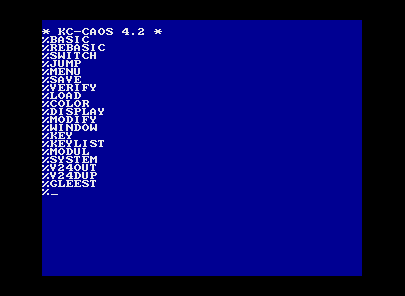 * KC-CAOS 4.2 *
%BASIC
%REBASIC
%SWITCH
%JUMP
%MENU
%SAVE
%VERIFY
%LOAD
%COLOR
%DISPLAY
%MODIFY
%WINDOW
%KEY
%KEYLIST
%MODUL
%SYSTEM
%V24OUT
%V24DUP
%GLEEST
%_